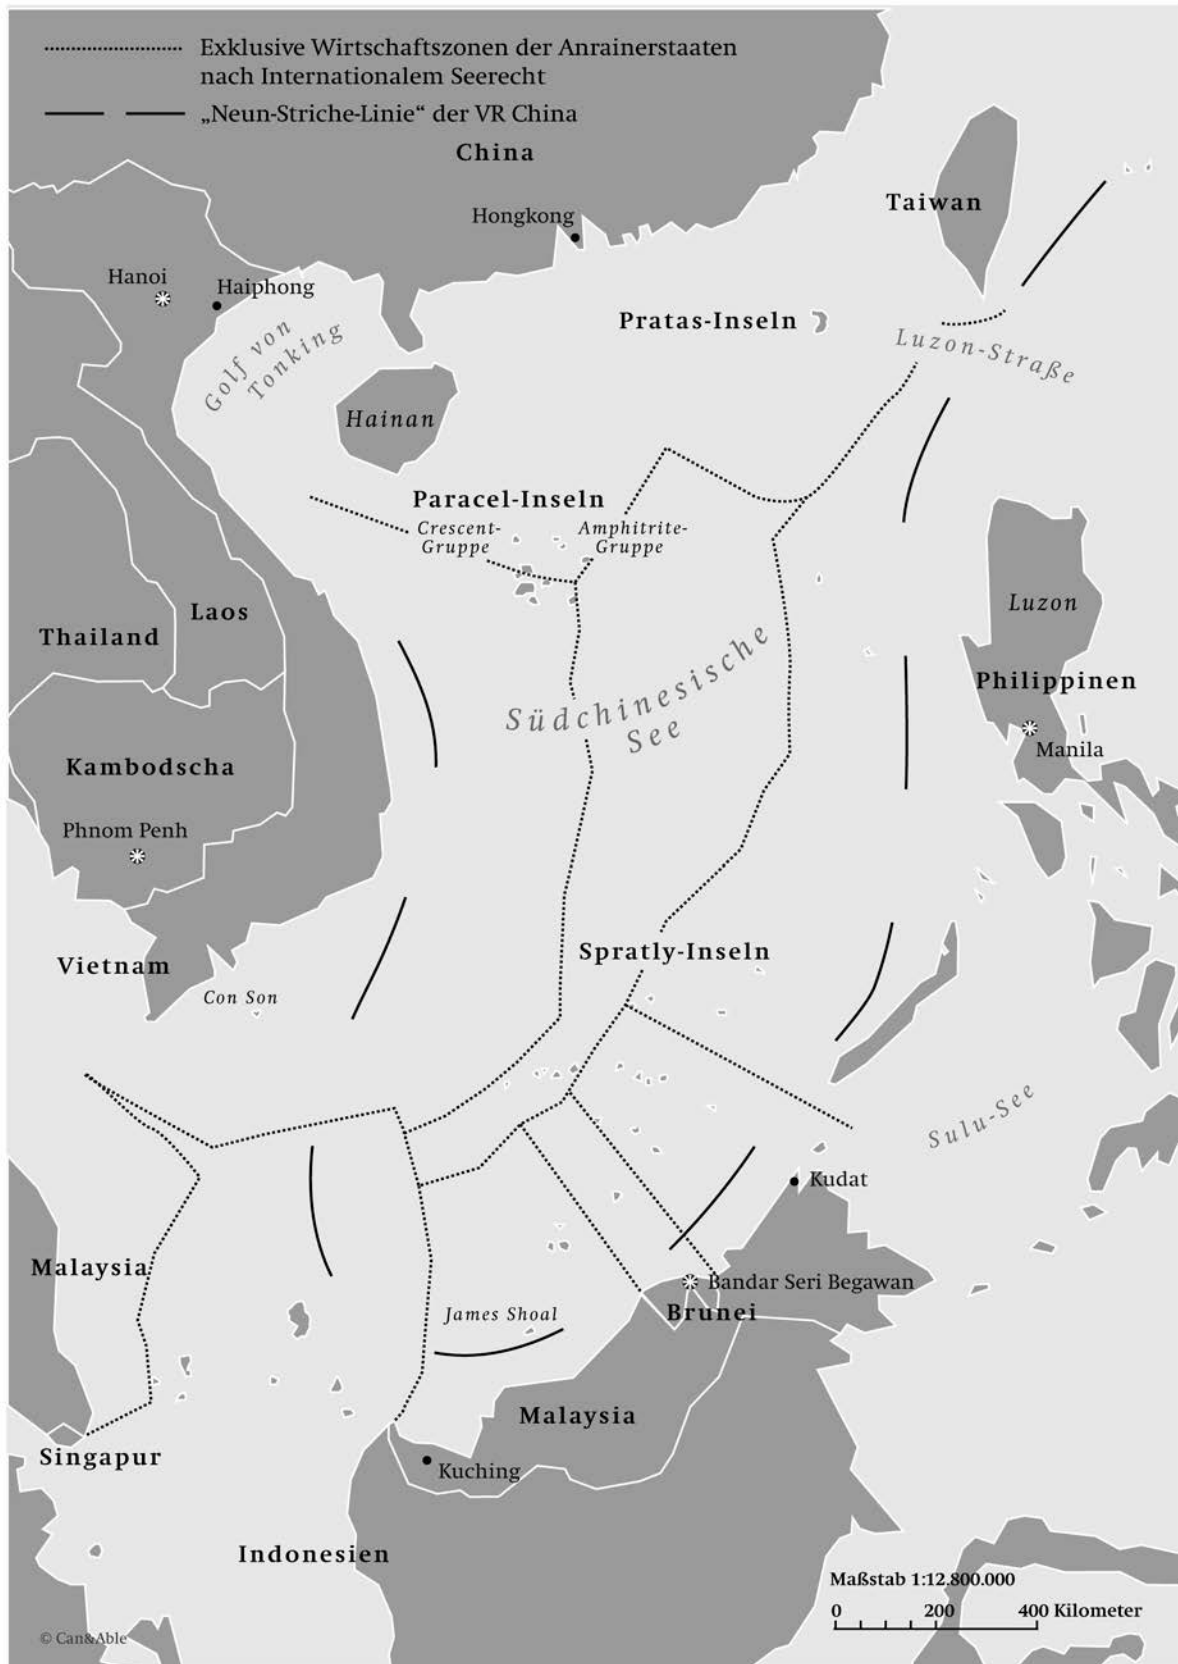 Exklusive Wirtschaftszonen der Anrainerstaaten
nach Internationalem Seerecht
„Neun-Striche-Linie“ der VR China
China
Taiwan
Hongkong
Hanoi
Haiphong
Golf von
Tonking
Pratas-Inseln
Luzon-Straße
Hainan
Paracel-Inseln
Crescent-
Gruppe
Amphitrite-
Gruppe
Laos
Thailand
Luzon
Südchinesische
See
Philippinen
Manila
Kambodscha
Phnom Penh
Spratly-Inseln
Vietnam
Con Son
Sulu-See
Kudat
Malaysia
Bandar Seri Begawan
Brunei
James Shoal
Malaysia
Singapur
Kuching
Indonesien
Maßstab 1:12.800.000
0 200 400 Kilometer
© Can&Able